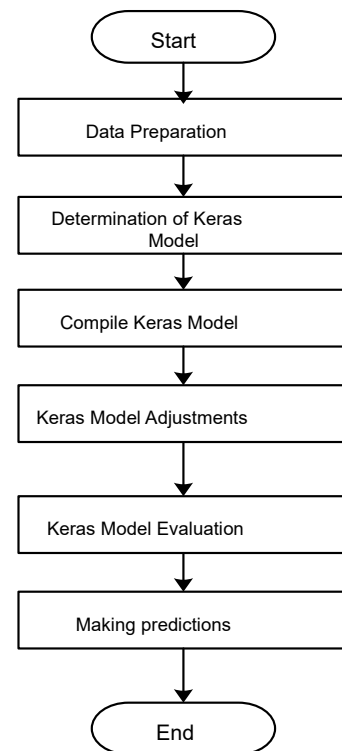 Start
Data Preparation
Determination of Keras
Model
Compile Keras Model
Keras Model Adjustments
Keras Model Evaluation
Making predictions
End